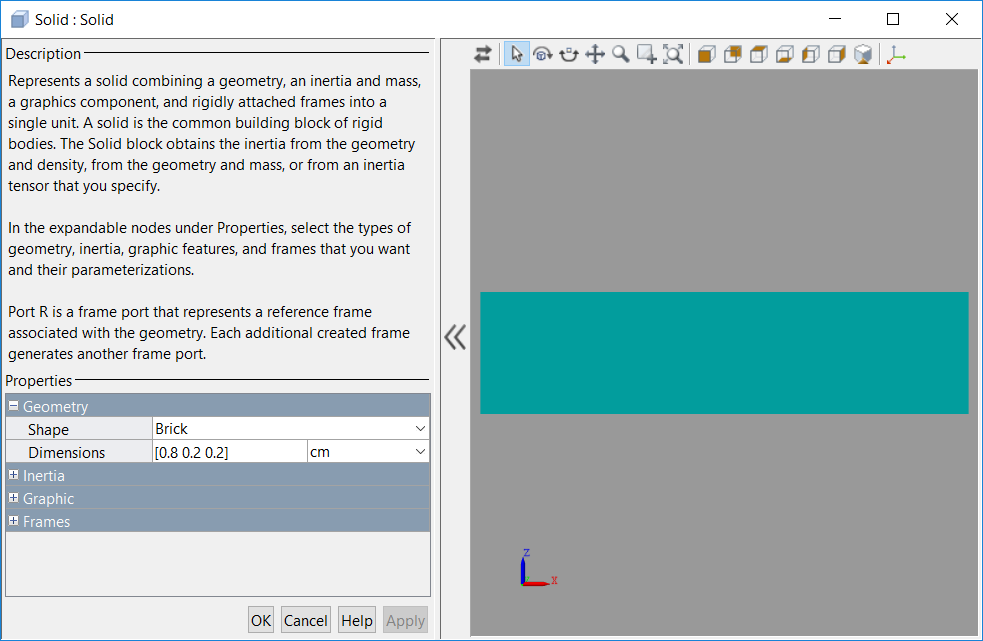 Solid : Solid
Description
Represents a solid combining a geometry, an inertia and mass,
a graphics component, and rigidly attached frames into a
single unit. A solid is the common building block of rigid
bodies. The Solid block obtains the inertia from the geometry
and density, from the geometry and mass, or from an inertia
tensor that you specify.
In the expandable nodes under Properties, select the types of
geometry, inertia, graphic features, and frames that you want
and their parameterizations.
Port R is a frame port that represents a reference frame
associated with the geometry. Each additional created frame
generates another frame port.
Properties
Geometry
Shape Brick
Dimensions [0.8 0.2 0.2] cm
Inertia
Graphic
Frames
OK Cancel Help Apply
z
x